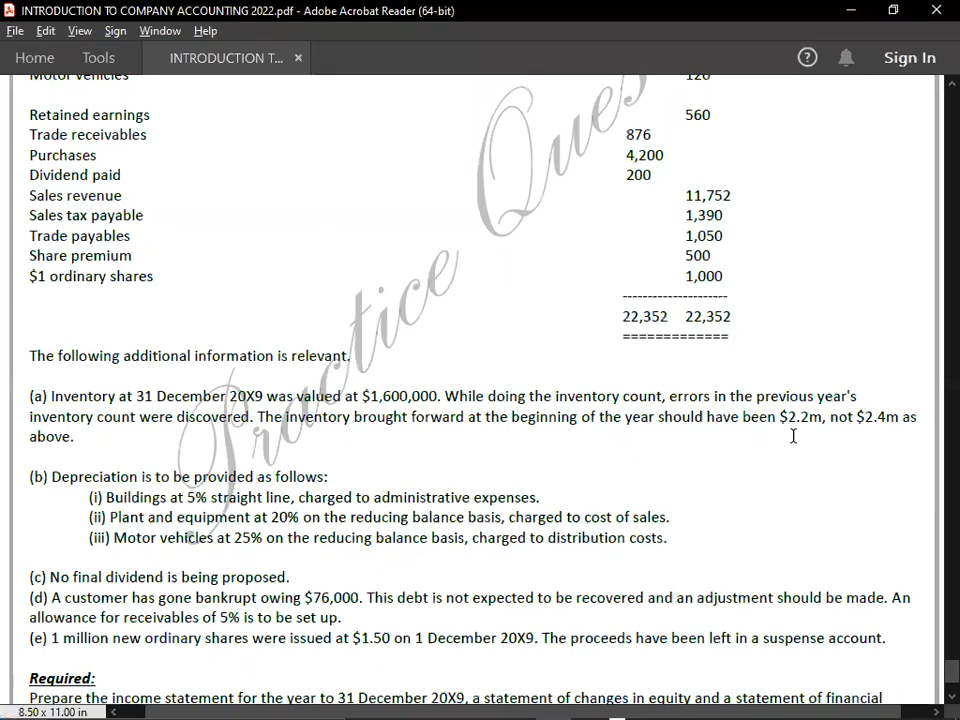 INTRODUCTION TO COMPANY ACCOUNTING 2022.pdf - Adobe Acrobat Reader (64-bit)
File Edit View Sign Window Help
Home Tools INTRODUCTION T... × Sign In
Motor vehicles 120
Retained earnings 560
Trade receivables 876
Purchases 4,200
Dividend paid 200
Sales revenue 11,752
Sales tax payable 1,390
Trade payables 1,050
Share premium 500
$1 ordinary shares 1,000
---------------------
22,352 22,352
=============
The following additional information is relevant.
(a) Inventory at 31 December 20X9 was valued at $1,600,000. While doing the inventory count, errors in the previous year's
inventory count were discovered. The inventory brought forward at the beginning of the year should have been $2.2m, not $2.4m as
above.
(b) Depreciation is to be provided as follows:
(i) Buildings at 5% straight line, charged to administrative expenses.
(ii) Plant and equipment at 20% on the reducing balance basis, charged to cost of sales.
(iii) Motor vehicles at 25% on the reducing balance basis, charged to distribution costs.
(c) No final dividend is being proposed.
(d) A customer has gone bankrupt owing $76,000. This debt is not expected to be recovered and an adjustment should be made. An
allowance for receivables of 5% is to be set up.
(e) 1 million new ordinary shares were issued at $1.50 on 1 December 20X9. The proceeds have been left in a suspense account.
Required:
Prepare the income statement for the year to 31 December 20X9, a statement of changes in equity and a statement of financial
8.50 x 11.00 in
Practice Ques